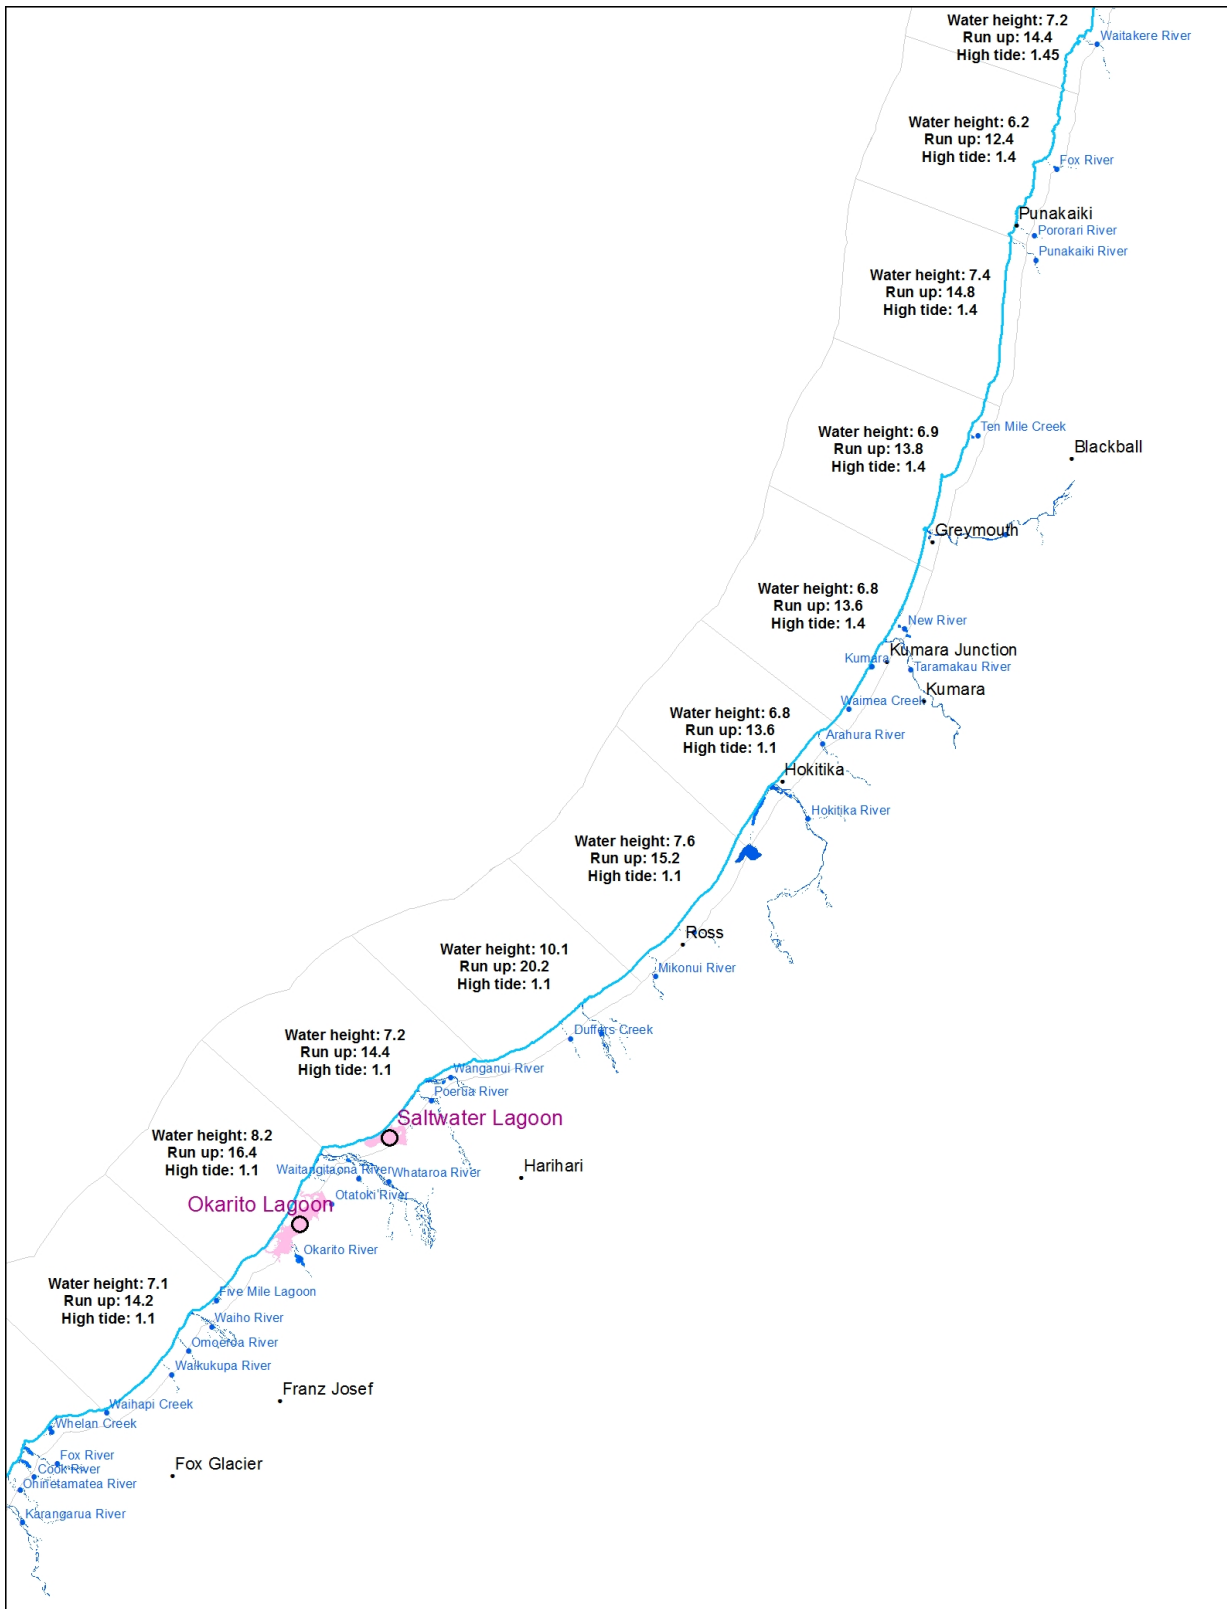 Water height: 7.2
Run up: 14.4
High tide: 1.45
Waitakere River
Water height: 6.2
Run up: 12.4
High tide: 1.4
Fox River
Punakaiki
Pororari River
Punakaiki River
Water height: 7.4
Run up: 14.8
High tide: 1.4
Water height: 6.9
Run up: 13.8
High tide: 1.4
Ten Mile Creek
Blackball
Greymouth
Water height: 6.8
Run up: 13.6
High tide: 1.4
New River
Kumara Junction
Kumara
Taramakau River
Kumara
Waimea Creek
Water height: 6.8
Run up: 13.6
High tide: 1.1
Arahura River
Hokitika
Hokitika River
Water height: 7.6
Run up: 15.2
High tide: 1.1
Ross
Mikonui River
Water height: 10.1
Run up: 20.2
High tide: 1.1
Duffers Creek
Water height: 7.2
Run up: 14.4
High tide: 1.1
Wanganui River
Poerua River
Saltwater Lagoon
Water height: 8.2
Run up: 16.4
High tide: 1.1
Harihari
Waitangitaona River
Whataroa River
Otatoki River
Okarito Lagoon
Okarito River
Water height: 7.1
Run up: 14.2
High tide: 1.1
Five Mile Lagoon
Waiho River
Omoeroa River
Waikukupa River
Franz Josef
Waihapi Creek
Whelan Creek
Fox River
Cook River
Fox Glacier
Ohinetamatea River
Karangarua River